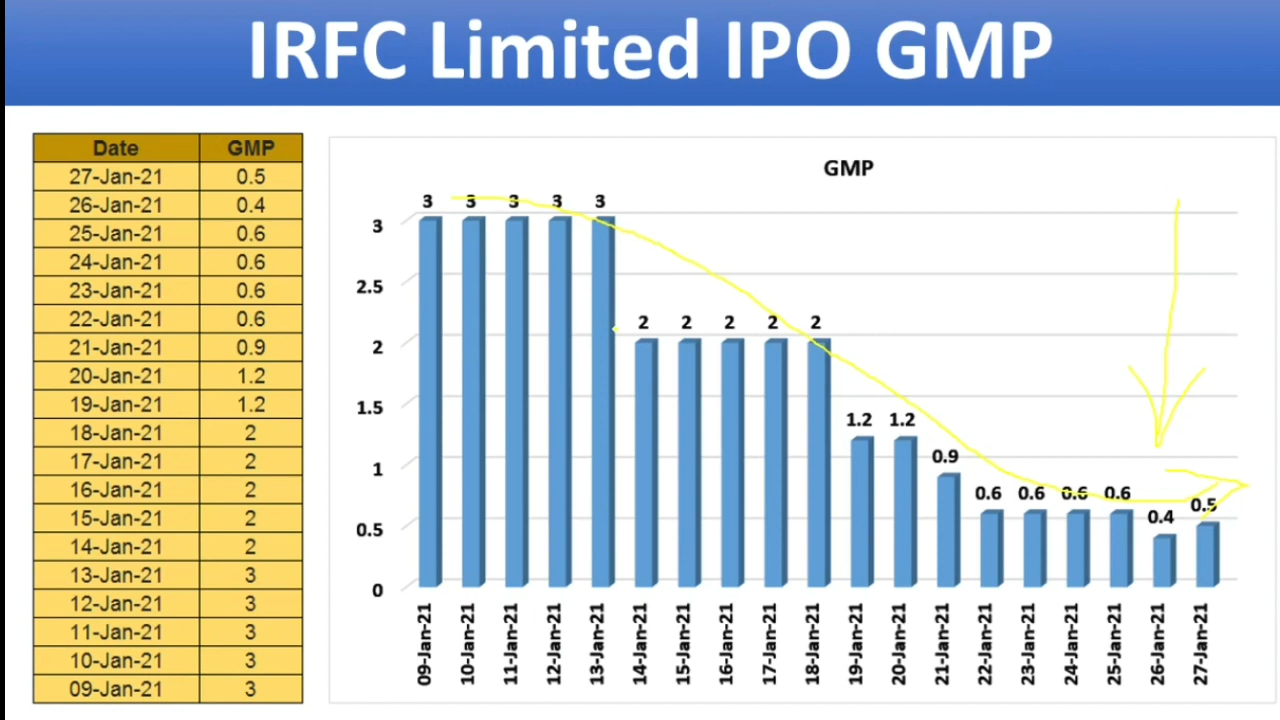 IRFC Limited IPO GMP
Date GMP
27-Jan-21 0.5
26-Jan-21 0.4
25-Jan-21 0.6
24-Jan-21 0.6
23-Jan-21 0.6
22-Jan-21 0.6
21-Jan-21 0.9
20-Jan-21 1.2
19-Jan-21 1.2
18-Jan-21 2
17-Jan-21 2
16-Jan-21 2
15-Jan-21 2
14-Jan-21 2
13-Jan-21 3
12-Jan-21 3
11-Jan-21 3
10-Jan-21 3
09-Jan-21 3
GMP
3 3 3 3 3
2 2 2 2 2
1.2 1.2
0.9
0.6 0.6 0.6 0.6
0.4
0.5
3
2.5
2
1.5
1
0.5
0
09-Jan-21
10-Jan-21
11-Jan-21
12-Jan-21
13-Jan-21
14-Jan-21
15-Jan-21
16-Jan-21
17-Jan-21
18-Jan-21
19-Jan-21
20-Jan-21
21-Jan-21
22-Jan-21
23-Jan-21
24-Jan-21
25-Jan-21
26-Jan-21
27-Jan-21